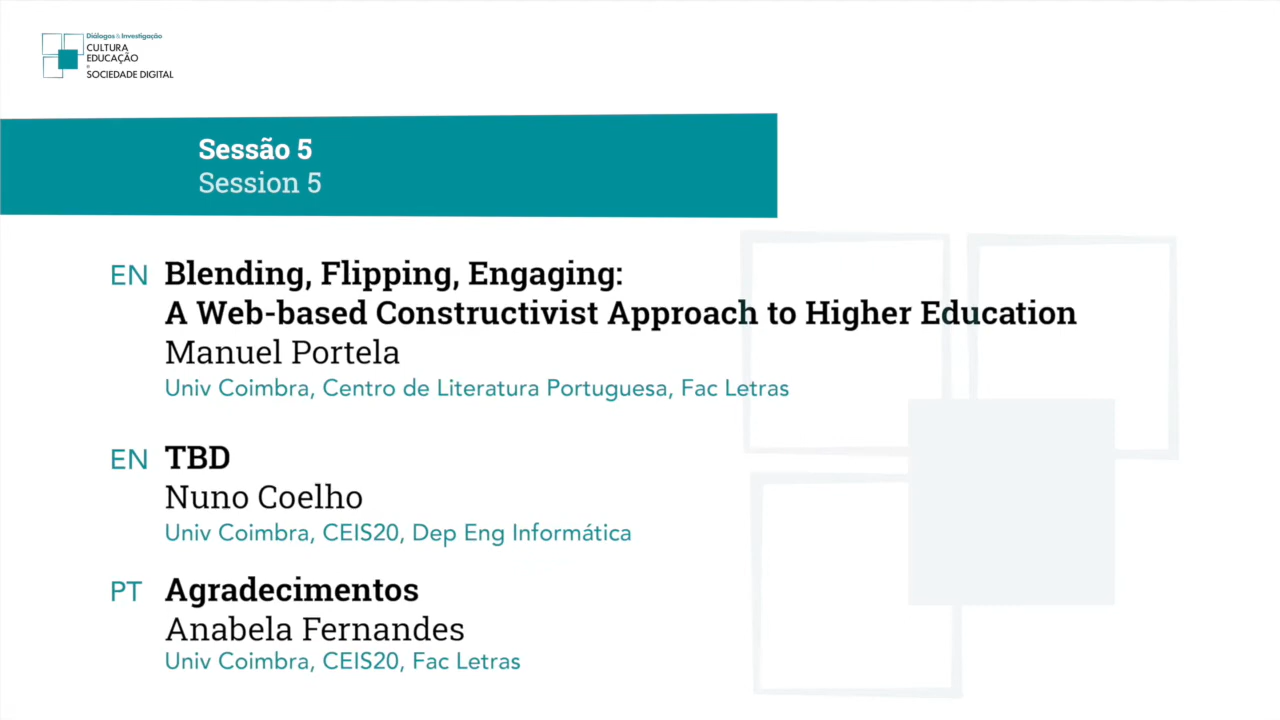 Diálogos & Investigação
CULTURA
EDUCAÇÃO
e
SOCIEDADE DIGITAL
Sessão 5
Session 5
EN Blending, Flipping, Engaging:
A Web-based Constructivist Approach to Higher Education
Manuel Portela
Univ Coimbra, Centro de Literatura Portuguesa, Fac Letras
EN TBD
Nuno Coelho
Univ Coimbra, CEIS20, Dep Eng Informática
PT Agradecimentos
Anabela Fernandes
Univ Coimbra, CEIS20, Fac Letras